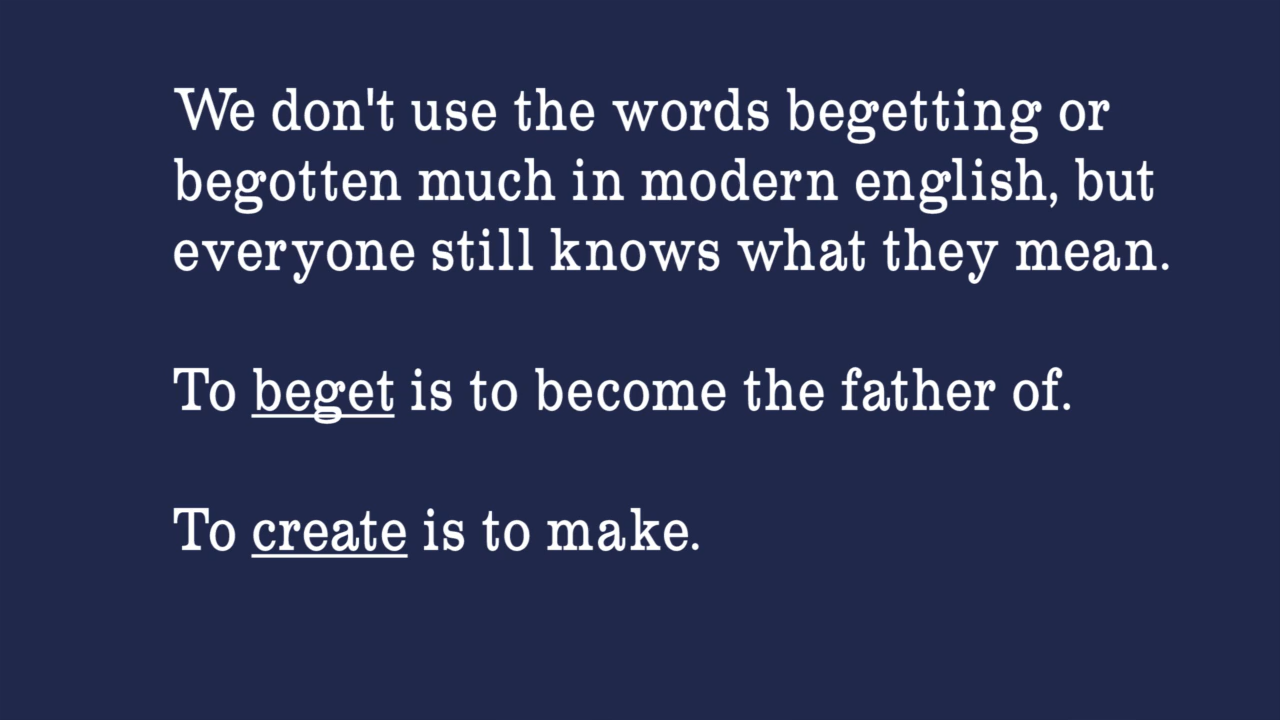 We don't use the words begetting or
begotten much in modern english, but
everyone still knows what they mean.
To beget is to become the father of.
To create is to make.